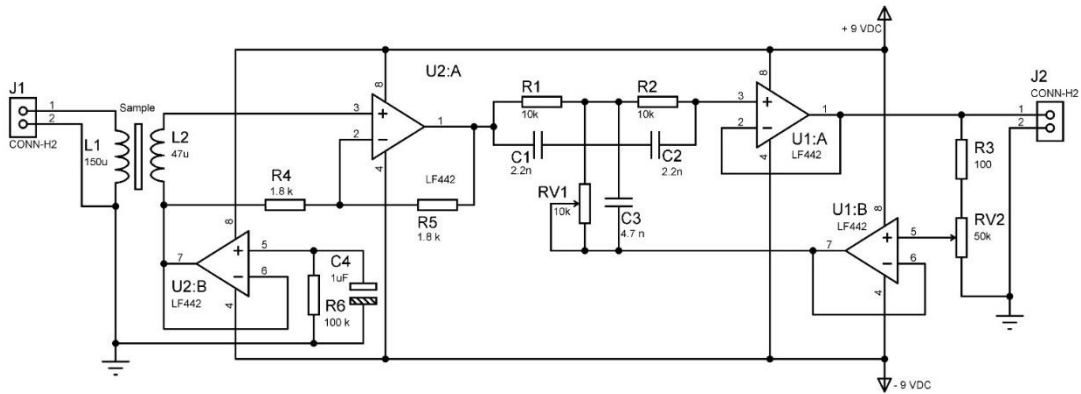 + 9 VDC
J1
1
2
CONN-H2
Sample
L1
150u
L2
47u
U2:A
8
3
2
1
4
LF442
R4
1.8 k
R5
1.8 k
R1
10k
R2
10k
C1
2.2n
C2
2.2n
RV1
10k
C3
4.7 n
8
3
2
1
4
U1:A
LF442
J2
CONN-H2
1
2
R3
100
RV2
50k
U1:B
LF442
8
5
6
7
4
8
5
6
7
4
U2:B
LF442
C4
1uF
R6
100 k
- 9 VDC